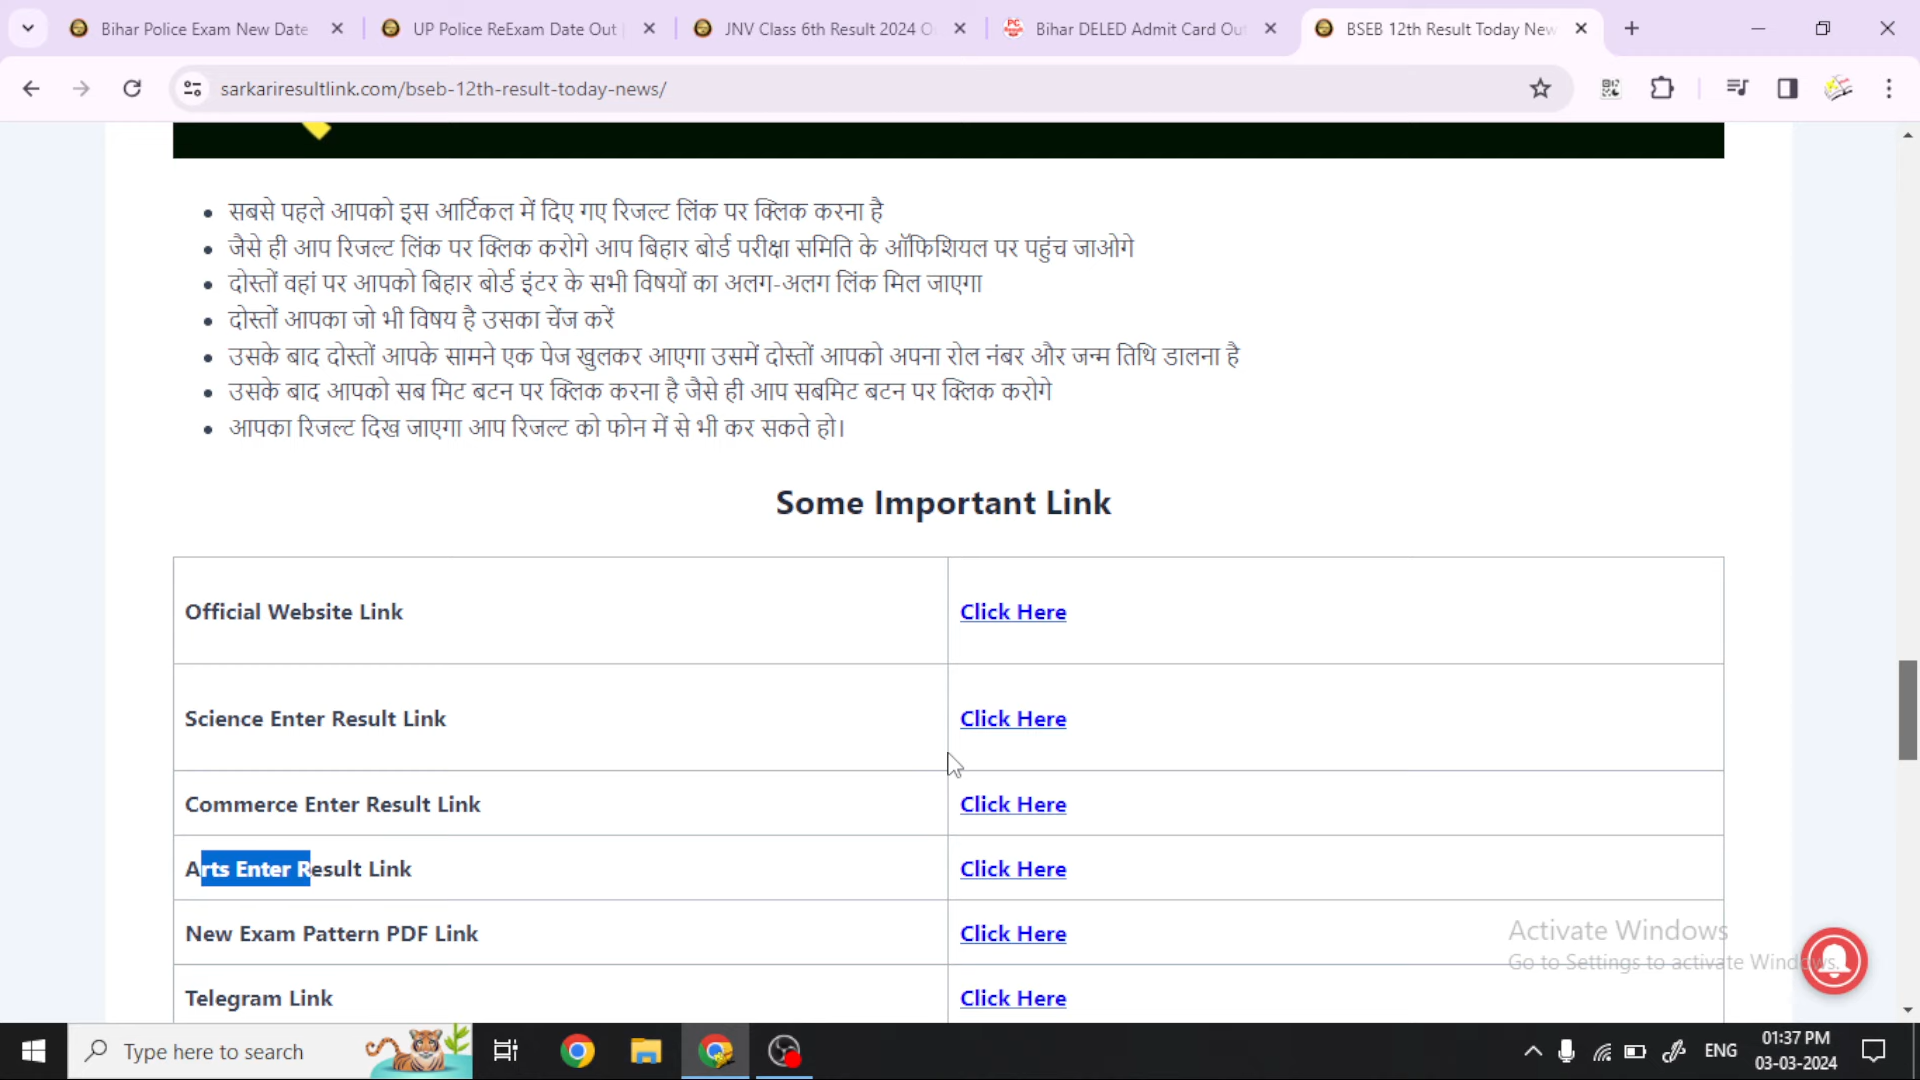 Bihar Police Exam New Date
UP Police ReExam Date Out
JNV Class 6th Result 2024 O
Bihar DELED Admit Card Out
BSEB 12th Result Today New
sarkariresultlink.com/bseb-12th-result-today-news/
सबसे पहले आपको इस आर्टिकल में दिए गए रिजल्ट लिंक पर क्लिक करना है
जैसे ही आप रिजल्ट लिंक पर क्लिक करोगे आप बिहार बोर्ड परीक्षा समिति के ऑफिशियल पर पहुंच जाओगे
दोस्तों वहां पर आपको बिहार बोर्ड इंटर के सभी विषयों का अलग-अलग लिंक मिल जाएगा
दोस्तों आपका जो भी विषय है उसका चेंज करें
उसके बाद दोस्तों आपके सामने एक पेज खुलकर आएगा उसमें दोस्तों आपको अपना रोल नंबर और जन्म तिथि डालना है
उसके बाद आपको सब मिट बटन पर क्लिक करना है जैसे ही आप सबमिट बटन पर क्लिक करोगे
आपका रिजल्ट दिख जाएगा आप रिजल्ट को फोन में से भी कर सकते हो।
Some Important Link
Official Website Link Click Here
Science Enter Result Link Click Here
Commerce Enter Result Link Click Here
Arts Enter Result Link Click Here
New Exam Pattern PDF Link Click Here
Telegram Link Click Here
Activate Windows
Go to Settings to activate Windows.
Type here to search
ENG
01:37 PM
03-03-2024